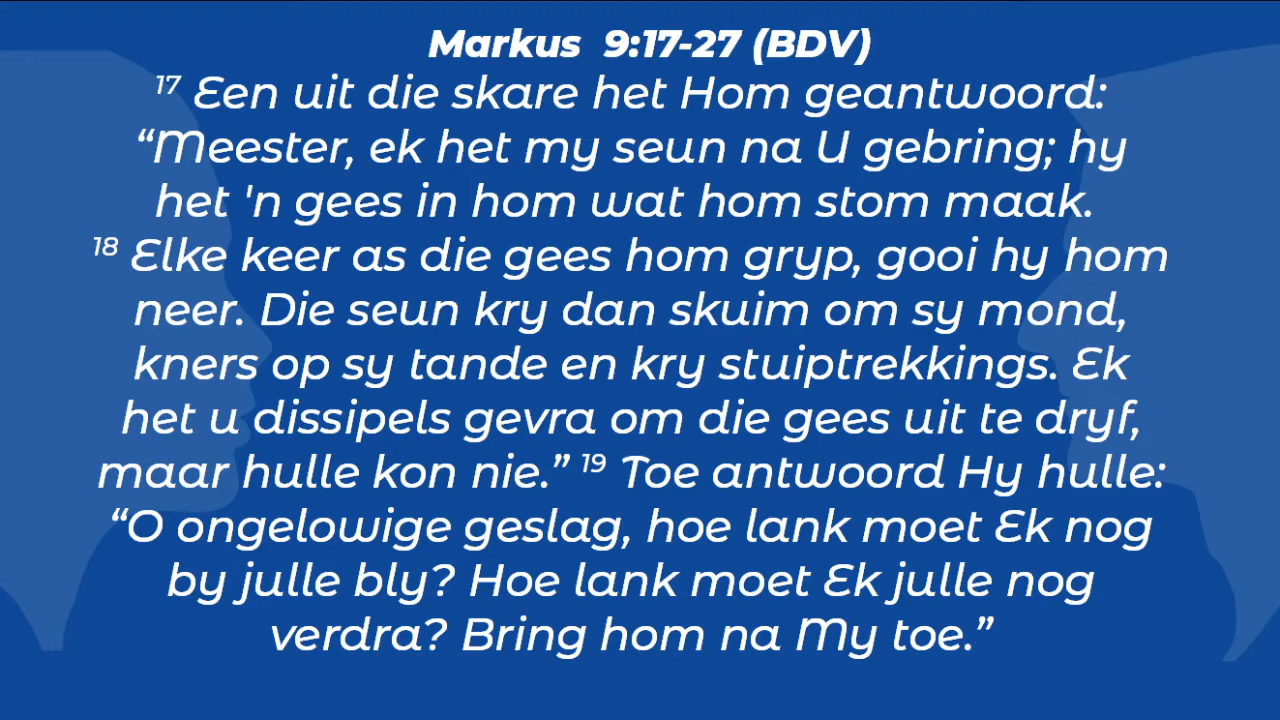 Markus 9:17-27 (BDV)
17 Een uit die skare het Hom geantwoord:
“Meester, ek het my seun na U gebring; hy
het 'n gees in hom wat hom stom maak.
18 Elke keer as die gees hom gryp, gooi hy hom
neer. Die seun kry dan skuim om sy mond,
kners op sy tande en kry stuiptrekkings. Ek
het u dissipels gevra om die gees uit te dryf,
maar hulle kon nie.” 19 Toe antwoord Hy hulle:
“O ongelowige geslag, hoe lank moet Ek nog
by julle bly? Hoe lank moet Ek julle nog
verdra? Bring hom na My toe.”